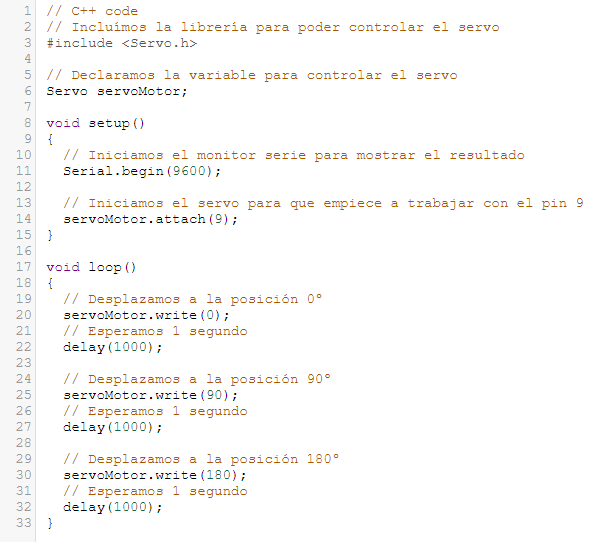 1 // C++ code
2 // Incluímos la librería para poder controlar el servo
3 #include <Servo.h>
4
5 // Declaramos la variable para controlar el servo
6 Servo servoMotor;
7
8 void setup()
9 {
10 // Iniciamos el monitor serie para mostrar el resultado
11 Serial.begin(9600);
12
13 // Iniciamos el servo para que empiece a trabajar con el pin 9
14 servoMotor.attach(9);
15 }
16
17 void loop()
18 {
19 // Desplazamos a la posición 0º
20 servoMotor.write(0);
21 // Esperamos 1 segundo
22 delay(1000);
23
24 // Desplazamos a la posición 90º
25 servoMotor.write(90);
26 // Esperamos 1 segundo
27 delay(1000);
28
29 // Desplazamos a la posición 180º
30 servoMotor.write(180);
31 // Esperamos 1 segundo
32 delay(1000);
33 }